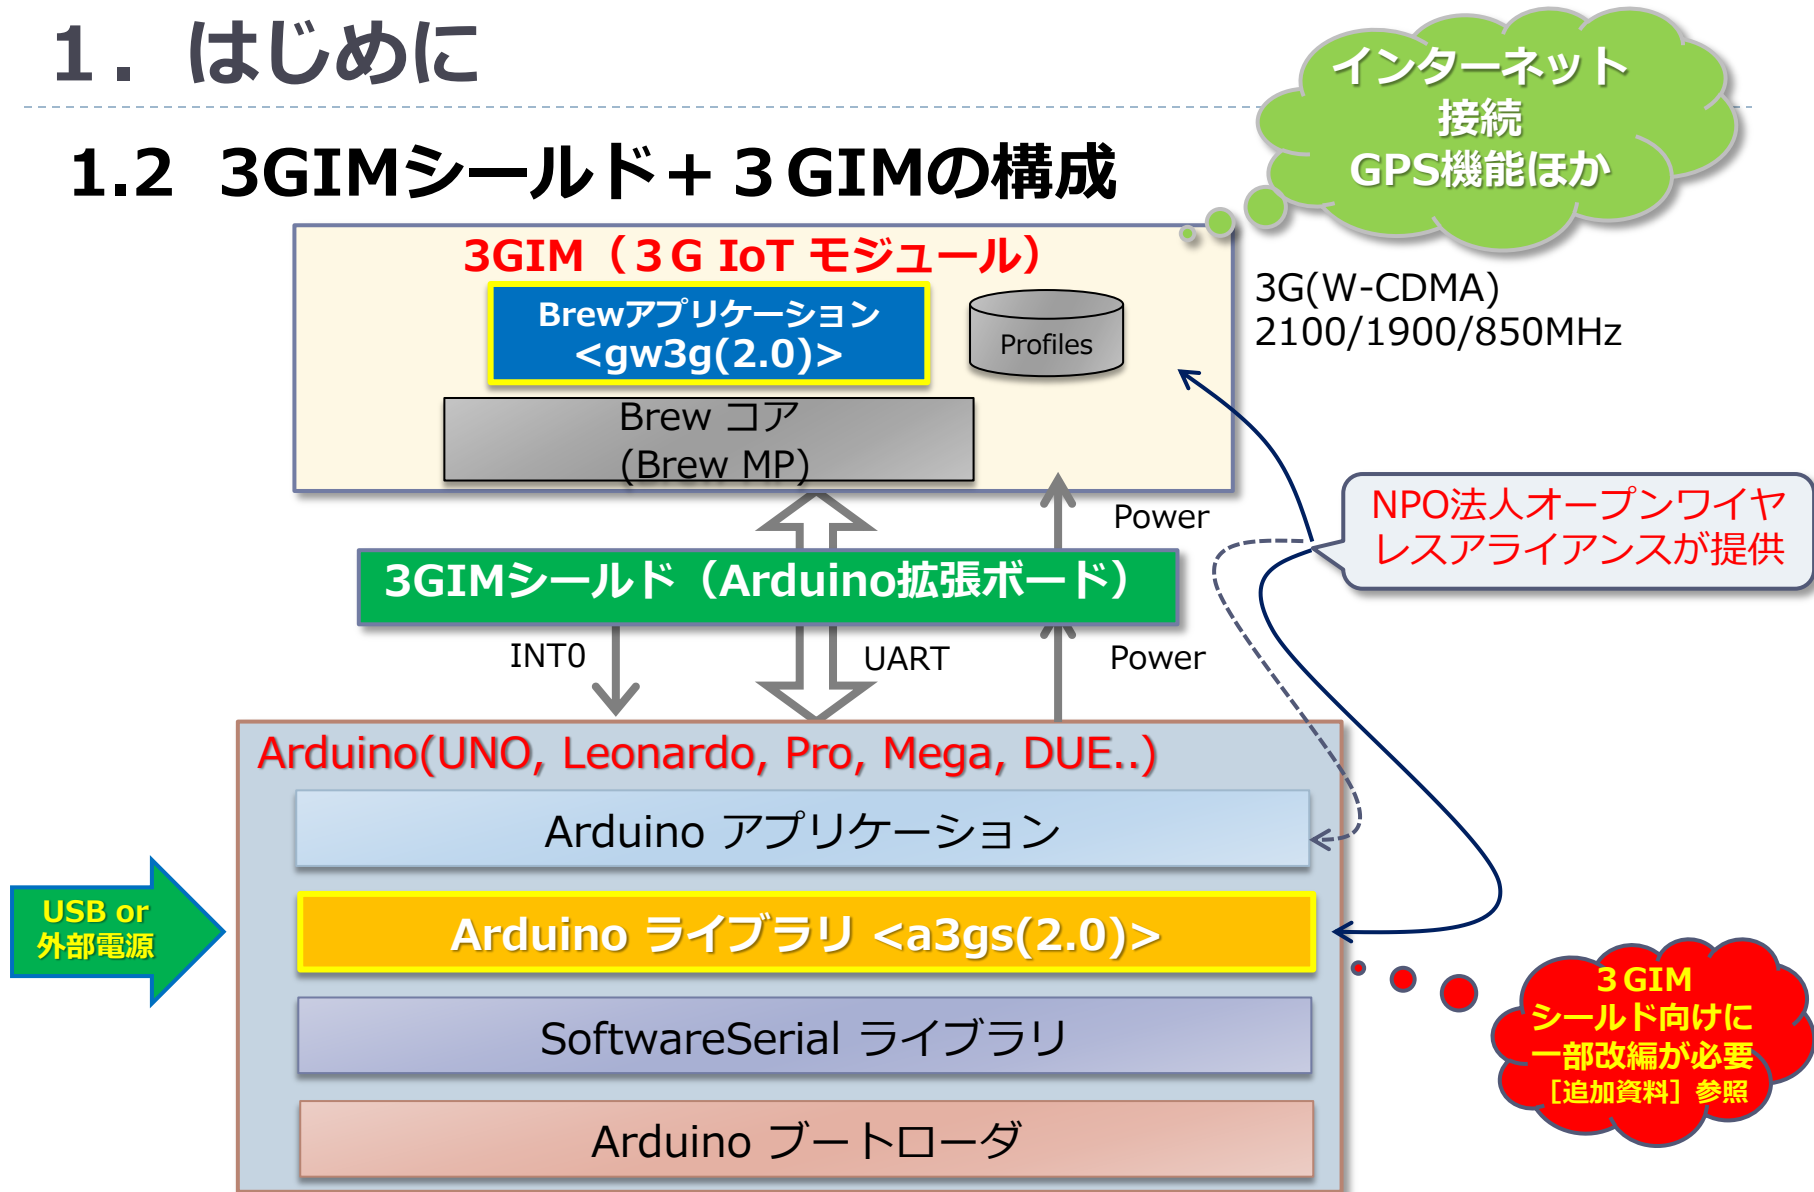 １．はじめに
1.2 3GIMシールド＋３GIMの構成
インターネット
接続
GPS機能ほか
3GIM（３G IoT モジュール）
Brewアプリケーション
<gw3g(2.0)>
Profiles
Brew コア
(Brew MP)
3G(W-CDMA)
2100/1900/850MHz
Power
NPO法人オープンワイヤ
レスアライアンスが提供
3GIMシールド（Arduino拡張ボード）
INT0
UART
Power
Arduino(UNO, Leonardo, Pro, Mega, DUE..)
Arduino アプリケーション
USB or
外部電源
Arduino ライブラリ <a3gs(2.0)>
３GIM
シールド向けに
一部改編が必要
［追加資料］参照
SoftwareSerial ライブラリ
Arduino ブートローダ